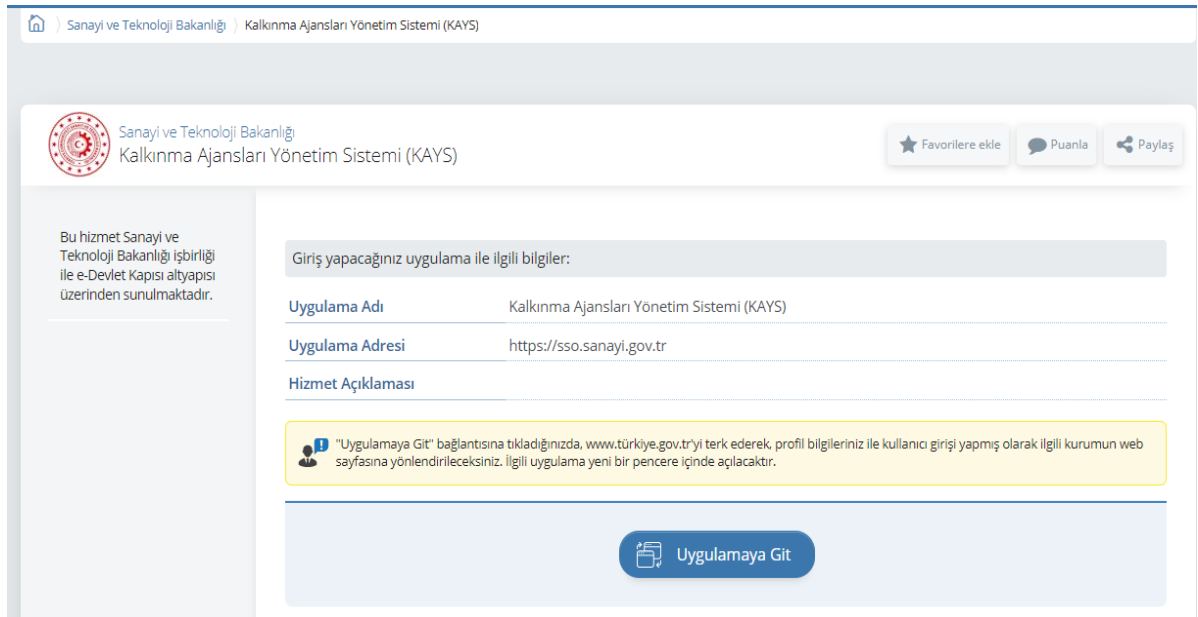 Sanayi ve Teknoloji Bakanlığı Kalkınma Ajansları Yönetim Sistemi (KAYS)
Sanayi ve Teknoloji Bakanlığı
Kalkınma Ajansları Yönetim Sistemi (KAYS)
Favorilere ekle
Puanla
Paylaş
Bu hizmet Sanayi ve
Teknoloji Bakanlığı işbirliği
ile e-Devlet Kapısı altyapısı
üzerinden sunulmaktadır.
Giriş yapacağınız uygulama ile ilgili bilgiler:
Uygulama Adı Kalkınma Ajansları Yönetim Sistemi (KAYS)
Uygulama Adresi https://sso.sanayi.gov.tr
Hizmet Açıklaması
"Uygulamaya Git" bağlantısına tıkladığınızda, www.türkiye.gov.tr'yi terk ederek, profil bilgileriniz ile kullanıcı girişi yapmış olarak ilgili kurumun web
sayfasına yönlendirileceksiniz. İlgili uygulama yeni bir pencere içinde açılacaktır.
Uygulamaya Git